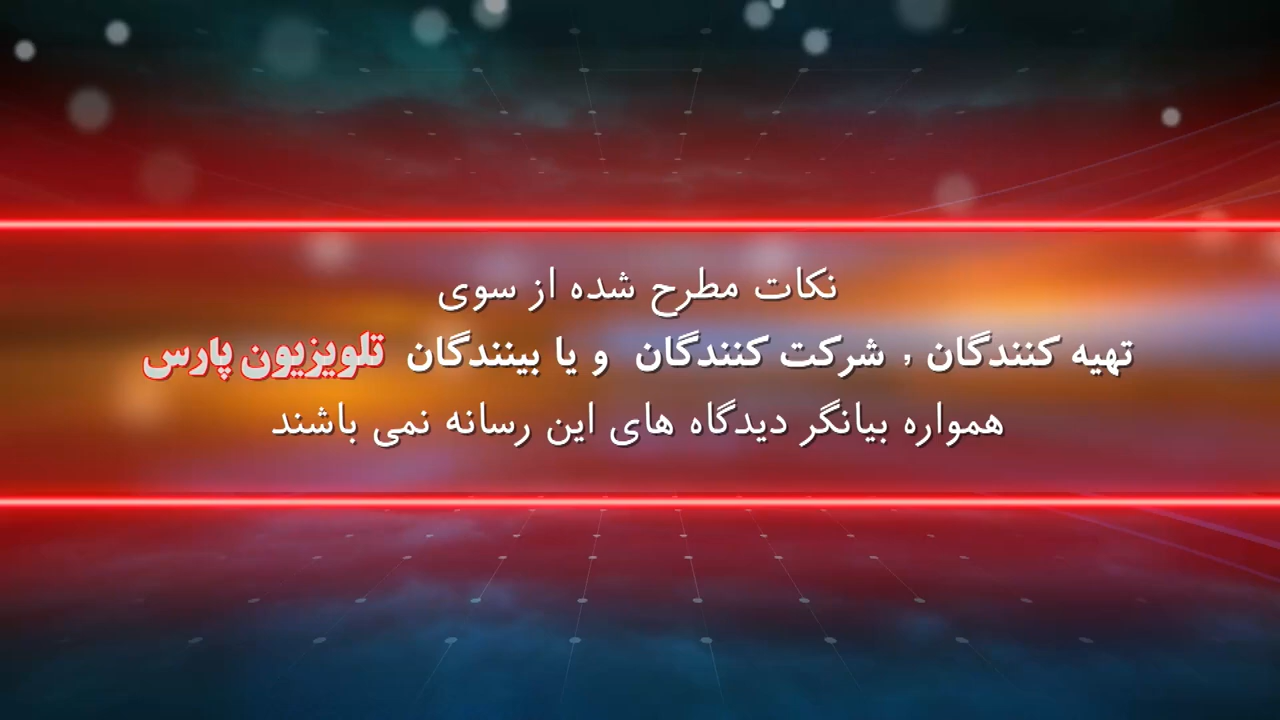 نکات مطرح شده از سوی
تهیه کنندگان , شرکت کنندگان و یا بینندگان تلویزیون پارس
همواره بیانگر دیدگاه های این رسانه نمی باشند